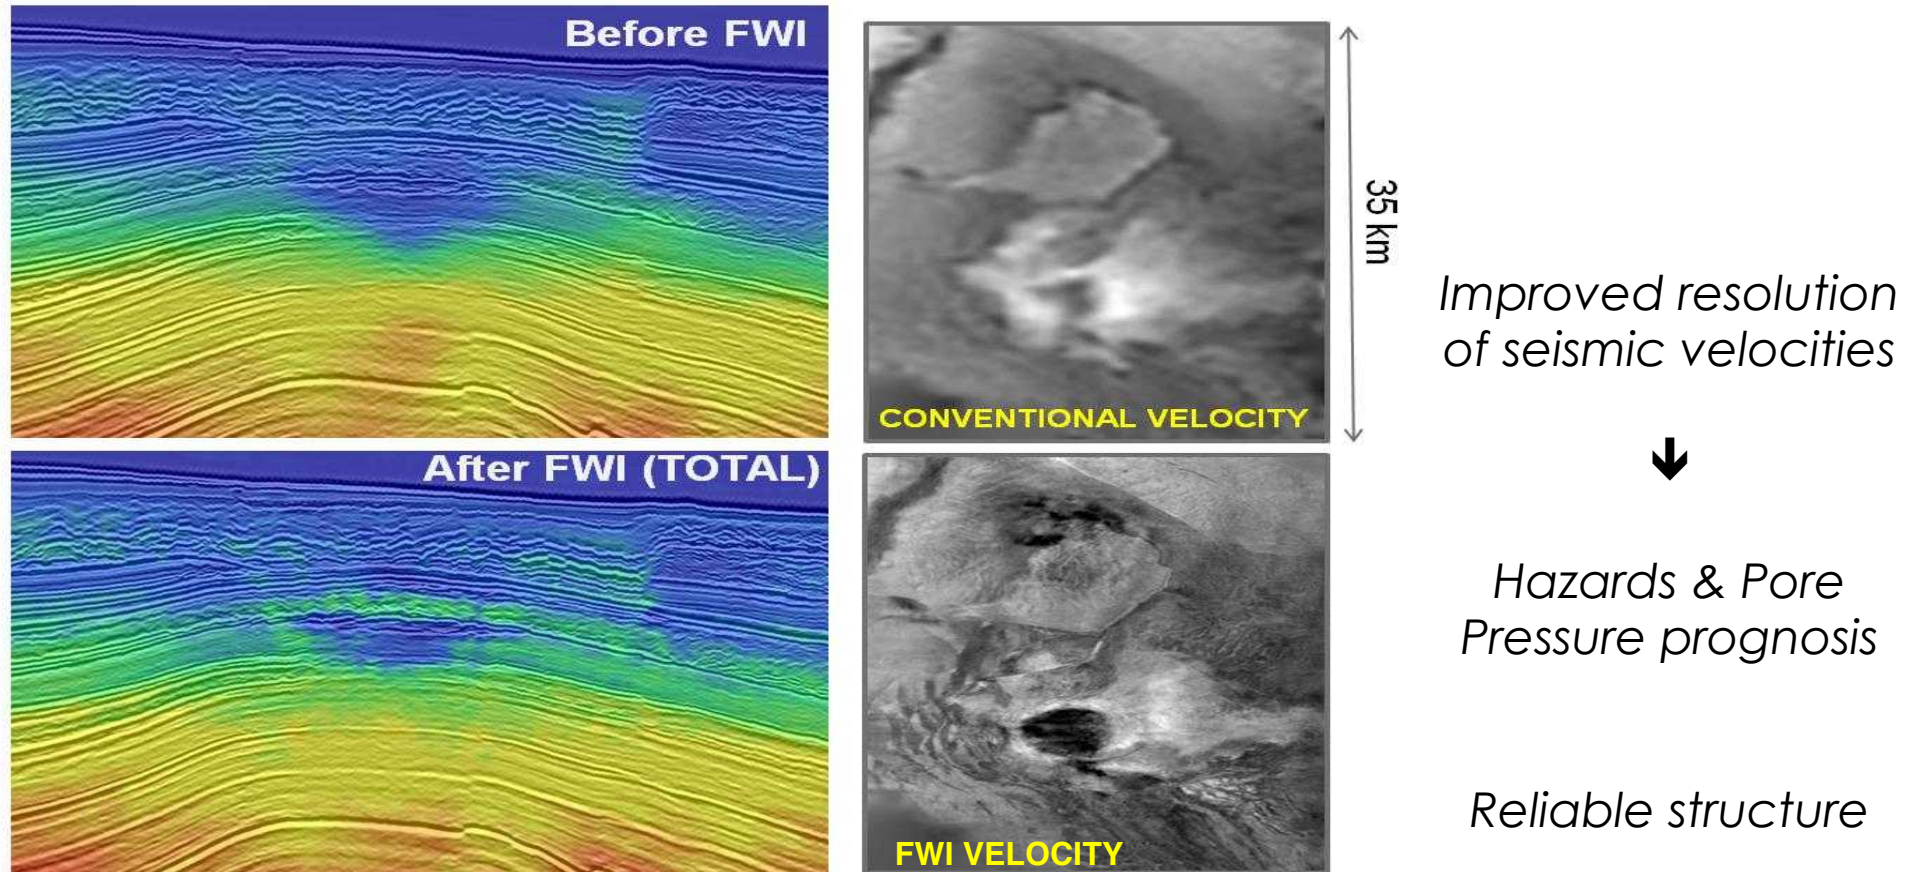 Before FWI
CONVENTIONAL VELOCITY
35 km
After FWI (TOTAL)
FWI VELOCITY
Improved resolution
of seismic velocities
Hazards & Pore
Pressure prognosis
Reliable structure